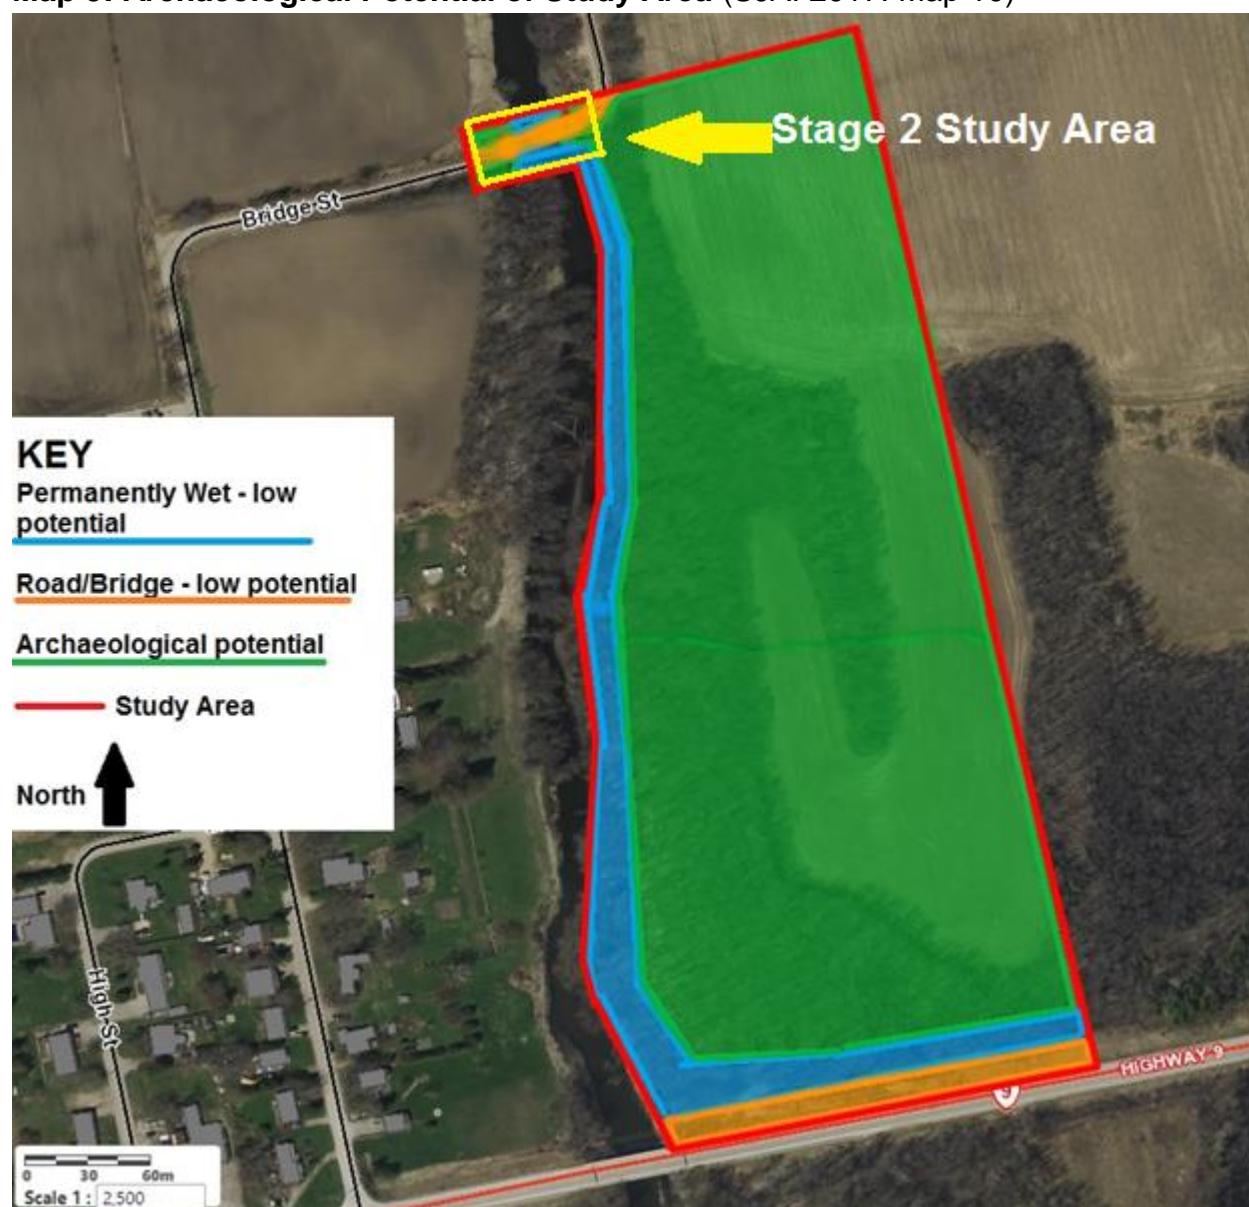 Stage 2 Study Area
Bridge St
KEY
Permanently Wet - low
potential
Road/Bridge - low potential
Archaeological potential
Study Area
North
High St
HIGHWAY 9
9
0 30 60m
Scale 1 : 2,500